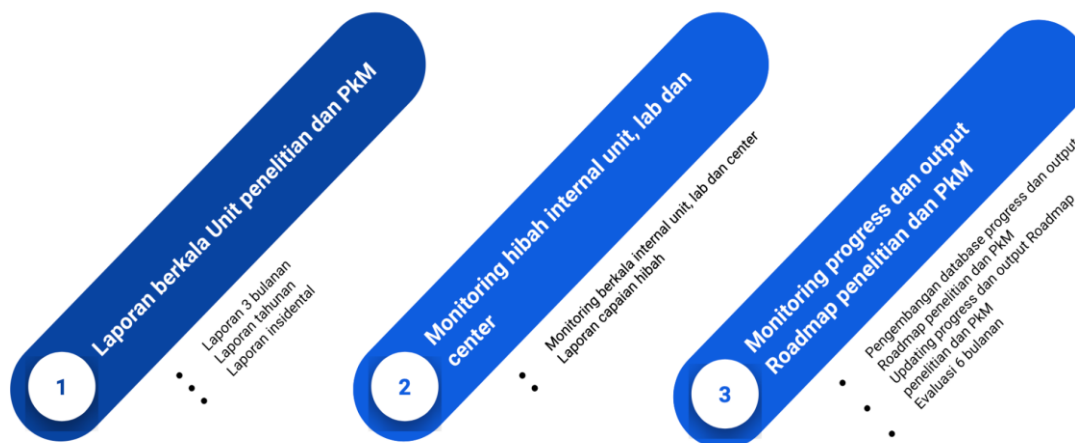 1
Laporan berkala Unit penelitian dan PkM
• Laporan 3 bulanan
• Laporan tahunan
• Laporan insidental
2
Monitoring hibah internal unit, lab dan
center
• Monitoring berkala internal unit, lab dan center
• Laporan capaian hibah
3
Monitoring progress dan output
Roadmap penelitian dan PkM
• Pengembangan database progress dan output
Roadmap penelitian dan PkM
• Updating progress dan output Roadmap
penelitian dan PkM
• Evaluasi 6 bulanan